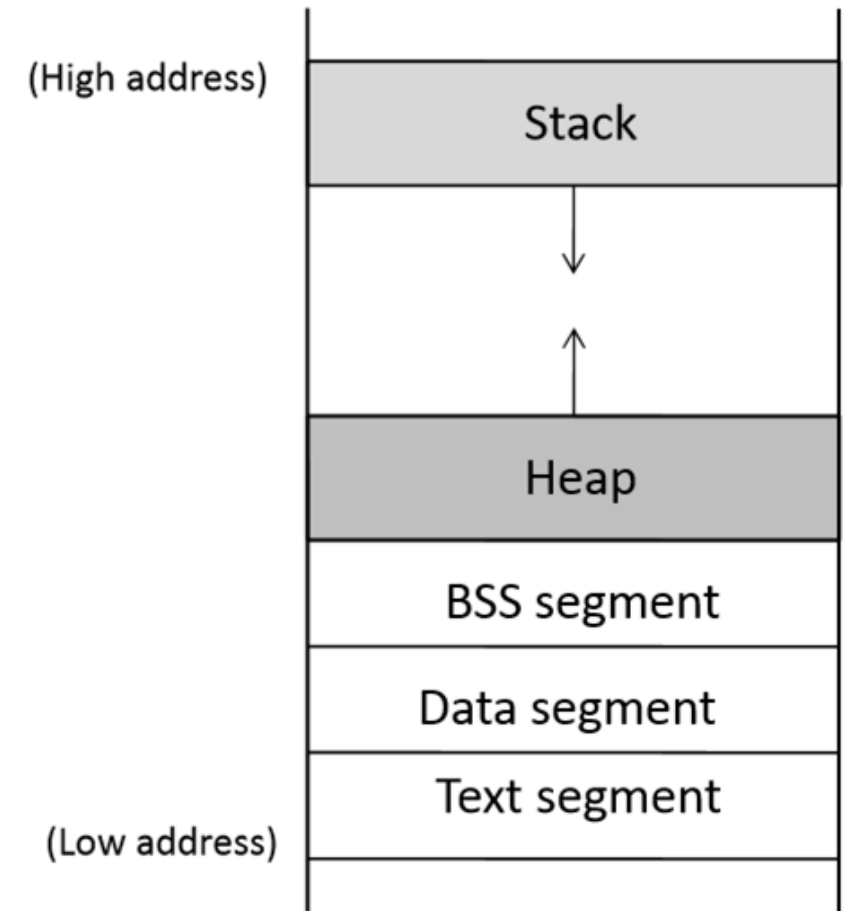 (High address)
Stack
Heap
BSS segment
Data segment
Text segment
(Low address)